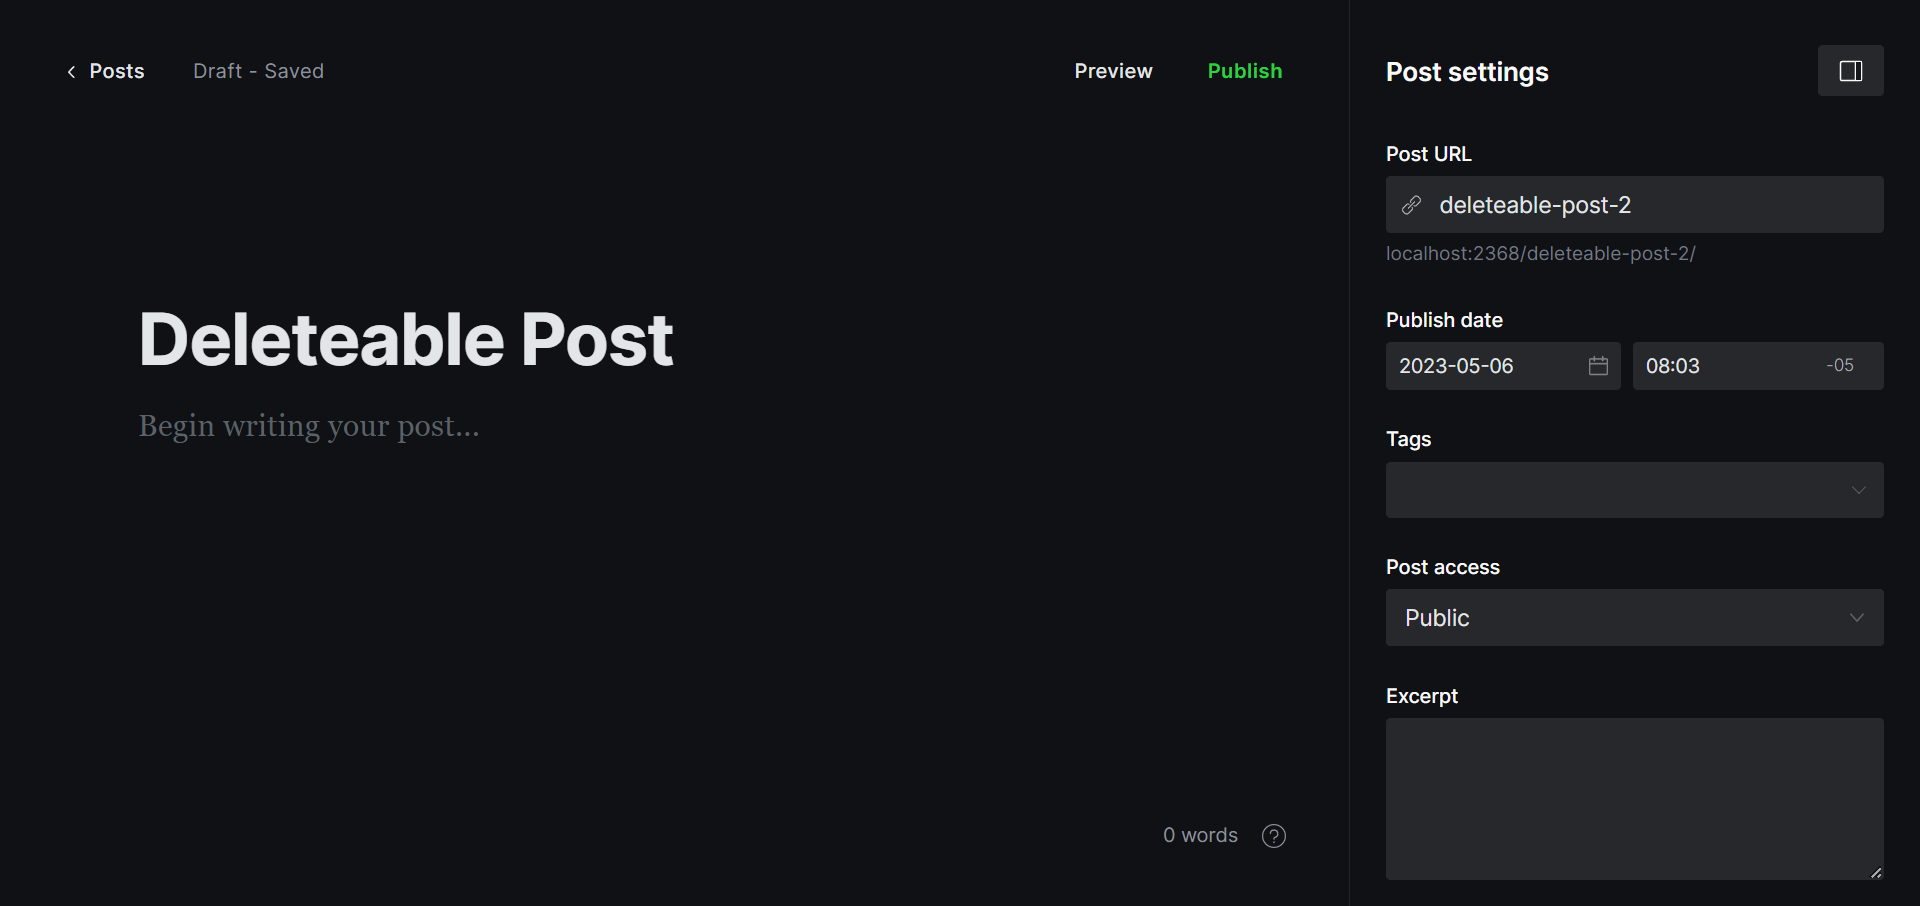 Posts
Draft - Saved
Preview
Publish
Deleteable Post
Begin writing your post...
0 words
?
Post settings
Post URL
deleteable-post-2
localhost:2368/deleteable-post-2/
Publish date
2023-05-06
08:03
-05
Tags
Post access
Public
Excerpt